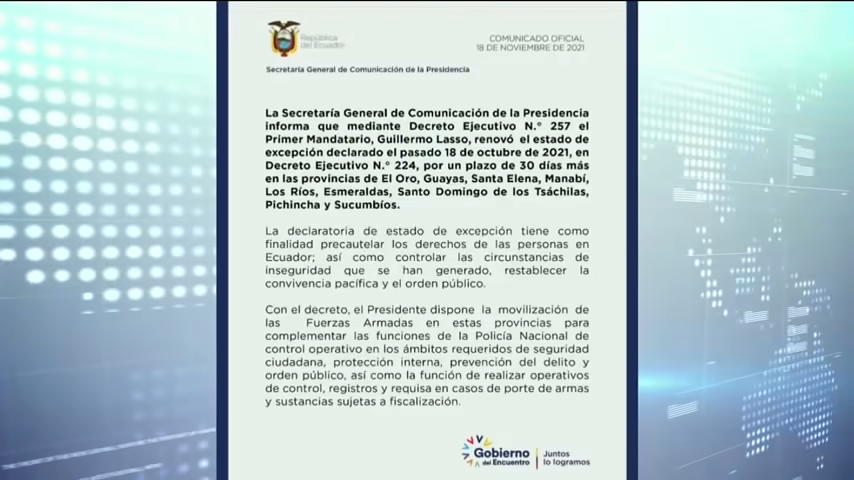 República
del Ecuador
COMUNICADO OFICIAL
18 DE NOVIEMBRE DE 2021
Secretaría General de Comunicación de la Presidencia
La Secretaría General de Comunicación de la Presidencia
informa que mediante Decreto Ejecutivo N.° 257 el
Primer Mandatario, Guillermo Lasso, renovó el estado de
excepción declarado el pasado 18 de octubre de 2021, en
Decreto Ejecutivo N.° 224, por un plazo de 30 días más
en las provincias de El Oro, Guayas, Santa Elena, Manabí,
Los Ríos, Esmeraldas, Santo Domingo de los Tsáchilas,
Pichincha y Sucumbíos.
La declaratoria de estado de excepción tiene como
finalidad precautelar los derechos de las personas en
Ecuador; así como controlar las circunstancias de
inseguridad que se han generado, restablecer la
convivencia pacífica y el orden público.
Con el decreto, el Presidente dispone la movilización de
las Fuerzas Armadas en estas provincias para
complementar las funciones de la Policía Nacional de
control operativo en los ámbitos requeridos de seguridad
ciudadana, protección interna, prevención del delito y
orden público, así como la función de realizar operativos
de control, registros y requisa en casos de porte de armas
y sustancias sujetas a fiscalización.
Gobierno
del Encuentro
Juntos
lo logramos